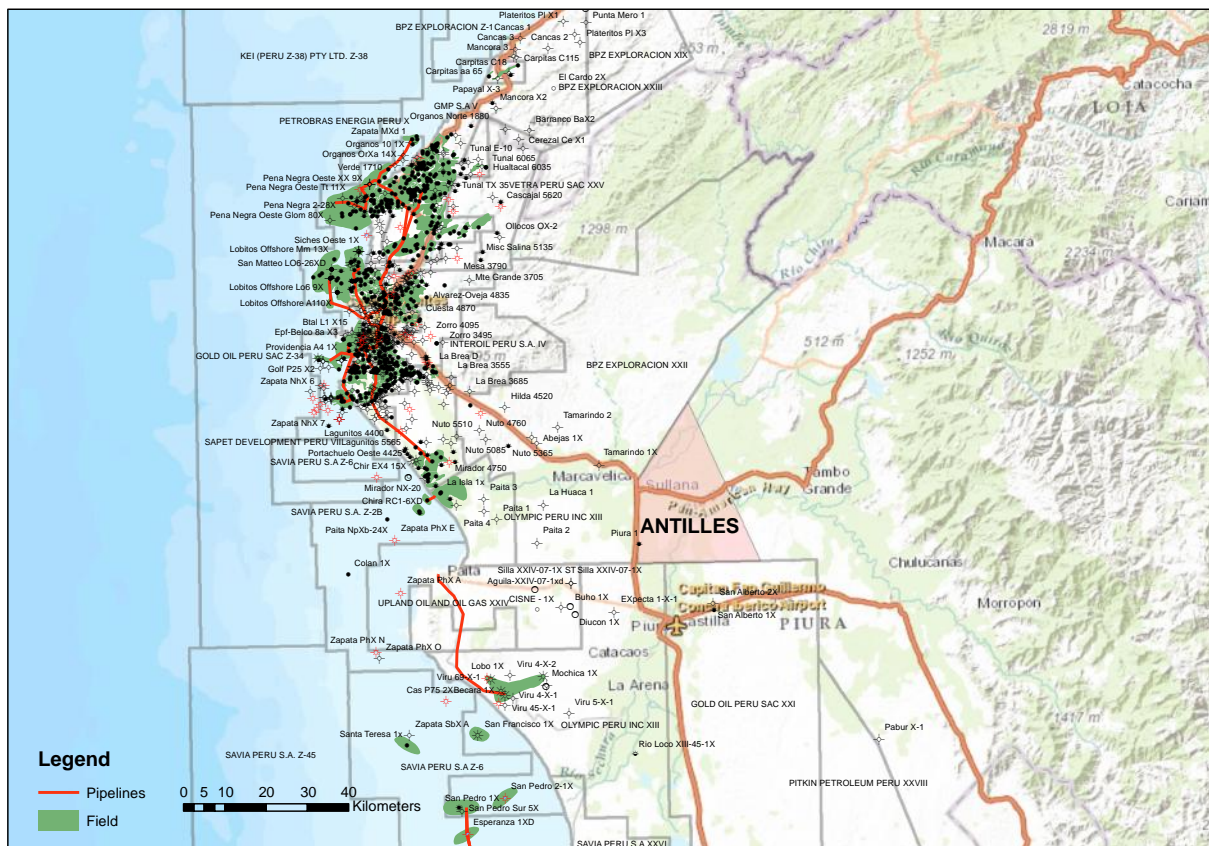 Plateritos Pl X1
Punta Mero 1
BPZ EXPLORACION Z-1
Cancas 1
Cancas 3
Cancas 2
Plateritos Pl X3
2819 m
KEI (PERU Z-38) PTY LTD. Z-38
Mancora 3
BPZ EXPLORACION XIX
Carpitas C18
Carpitas C115
Carpitas aa 65
El Cardo 2X
Catacocha
Papayal X-3
BPZ EXPLORACION XXIII
Mancora X2
LOJA
GMP S.A V
Organos Norte 1880
PETROBRAS ENERGIA PERU X
Zapata MXd 1
Barranco BaX2
Organos 10 1X
Cerezal Ce X1
Organos OrXa 14X
Tunal E-10
Tunal 6065
Verde 1710
Hualtacal 6035
Pena Negra Oeste XX 9X
Tunal TX 35
VETRA PERU SAC XXV
Pena Negra Oeste Tt 11X
Cascajal 5620
Pena Negra 2-28X
Cariam
Pena Negra Oeste Glom 80X
Ollocos OX-2
1298 m
Siches Oeste 1X
Macara
Lobitos Offshore Mm 13X
Misc Salina 5135
2234 m
San Matteo LO6-26XD
Mesa 3790
Mte Grande 3705
Lobitos Offshore Lo6 9X
Alvarez-Oveja 4835
Lobitos Offshore A110X
Cuesta 4870
Btal L1 X15
Zorro 4095
Epf-Belco 8a X3
Zorro 3495
512 m
Providencia A4 1X
INTEROIL PERU S.A. IV
GOLD OIL PERU SAC Z-34
La Brea D
1252 m
Golf P25 X2
La Brea 3555
BPZ EXPLORACION XXII
Zapata NhX 6
La Brea 3685
Hilda 4520
Tamarindo 2
Zapata NhX 7
Nuto 5510
Nuto 4760
Lagunitos 4400
Abejas 1X
SAPET DEVELOPMENT PERU VII
Lagunitos 5585
Nuto 5085
Nuto 5365
Portachuelo Oeste 4425
Tamarindo 1X
SAVIA PERU S.A Z-6
Chir EX4 15X
Mirador 4750
Marcavelica
Tambo
Grande
Mirador NX-20
La Isla 1x
Paita 3
Sullana
Pan-American Hwy
Chira RC1-6XD
La Huaca 1
SAVIA PERU S.A. Z-2B
Paita 1
OLYMPIC PERU INC XIII
Paita NpXb-24X
Zapata PhX E
Paita 4
Paita 2
Piura 1
ANTILLES
Colan 1X
Chulucanas
Paita
Silla XXIV-07-1X ST
Silla XXIV-07-1X
Zapata PhX A
Aguila-XXIV-07-1xd
UPLAND OIL AND OIL GAS XXIV
CISNE - 1X
Buho 1X
EXpecta 1-X-1
San Alberto 2X
Morropon
Diucon 1X
San Alberto 1X
Piura
Castilla
PIURA
Zapata PhX N
Zapata PhX O
Catacaos
Lobo 1X
Viru 4-X-2
Mochica 1X
Viru 69-X-1
La Arena
Cas P75 2X
Becara 1X
Viru 4-X-1
GOLD OIL PERU SAC XXI
Viru 45-X-1
Viru 5-X-1
1417 m
Zapata SbX A
San Francisco 1X
OLYMPIC PERU INC XIII
Pabur X-1
Santa Teresa 1x
Rio Loco XIII-45-1X
SAVIA PERU S.A. Z-45
SAVIA PERU S.A Z-6
PITKIN PETROLEUM PERU XXVIII
Legend
San Pedro 2-1X
Pipelines
San Pedro 1X
0 5 10 20 30 40
Kilometers
San Pedro Sur 5X
Field
Esperanza 1XD
SAVIA PERU S.A XXVI